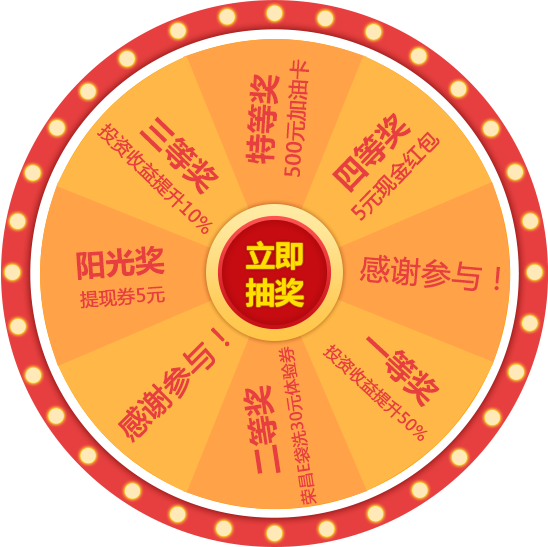 特等奖
500元加油卡
四等奖
5元现金红包
感谢参与！
一等奖
投资收益提升50%
二等奖
荣昌E袋洗30元体验券
感谢参与！
阳光奖
提现券5元
三等奖
投资收益提升10%
立即
抽奖